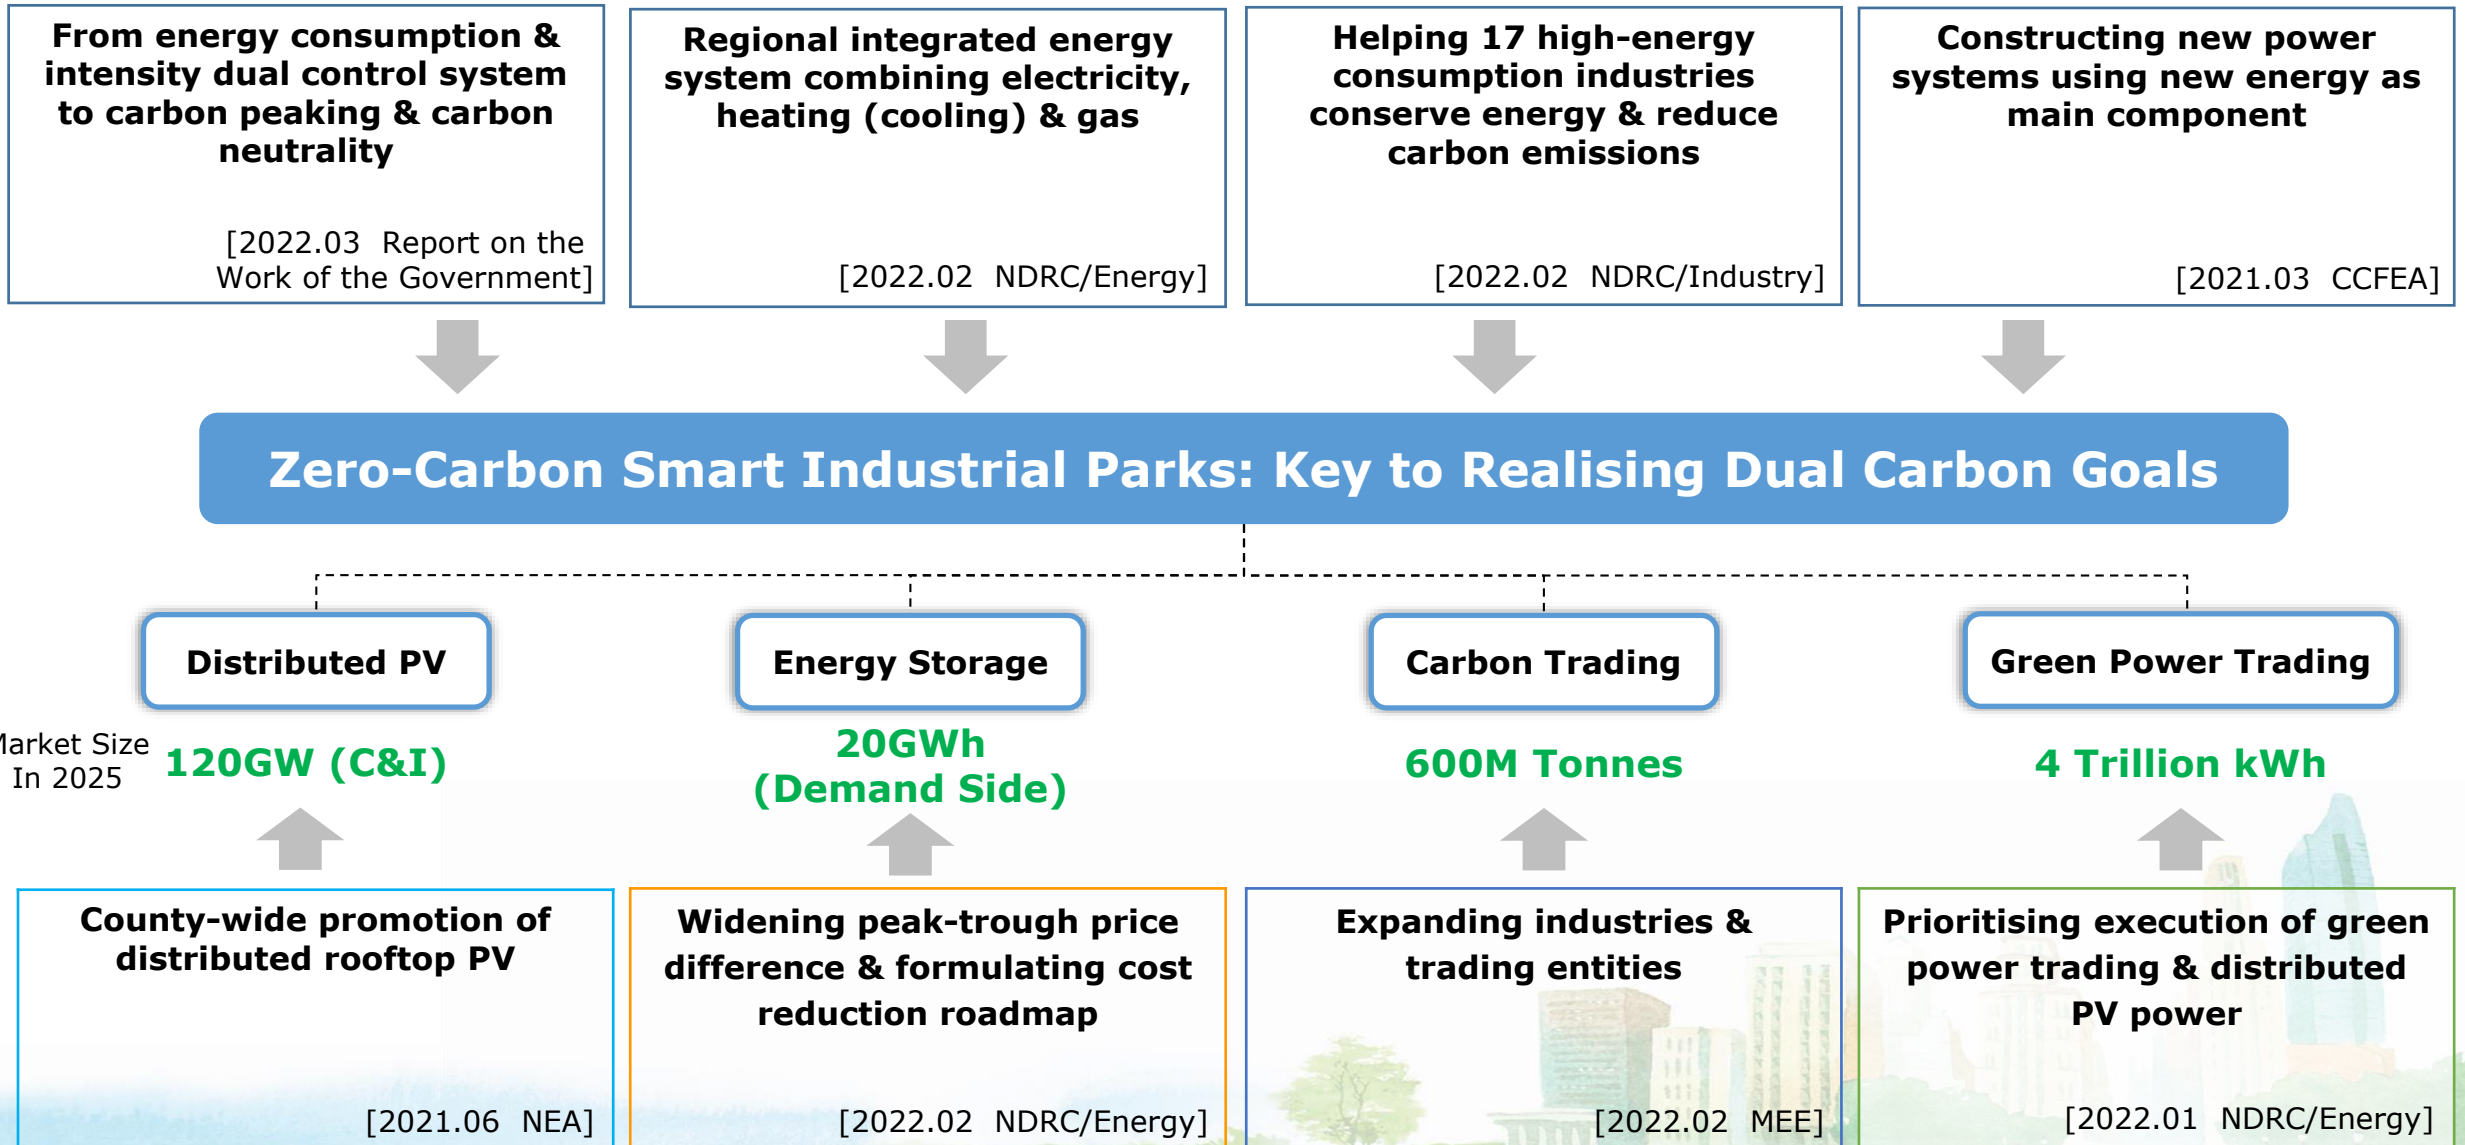 From energy consumption &
intensity dual control system
to carbon peaking & carbon
neutrality
[2022.03 Report on the
Work of the Government]
Regional integrated energy
system combining electricity,
heating (cooling) & gas
[2022.02 NDRC/Energy]
Helping 17 high-energy
consumption industries
conserve energy & reduce
carbon emissions
[2022.02 NDRC/Industry]
Constructing new power
systems using new energy as
main component
[2021.03 CCFEA]
Zero-Carbon Smart Industrial Parks: Key to Realising Dual Carbon Goals
Distributed PV
Energy Storage
Carbon Trading
Green Power Trading
Market Size
In 2025
120GW (C&I)
20GWh
(Demand Side)
600M Tonnes
4 Trillion kWh
County-wide promotion of
distributed rooftop PV
[2021.06 NEA]
Widening peak-trough price
difference & formulating cost
reduction roadmap
[2022.02 NDRC/Energy]
Expanding industries &
trading entities
[2022.02 MEE]
Prioritising execution of green
power trading & distributed
PV power
[2022.01 NDRC/Energy]